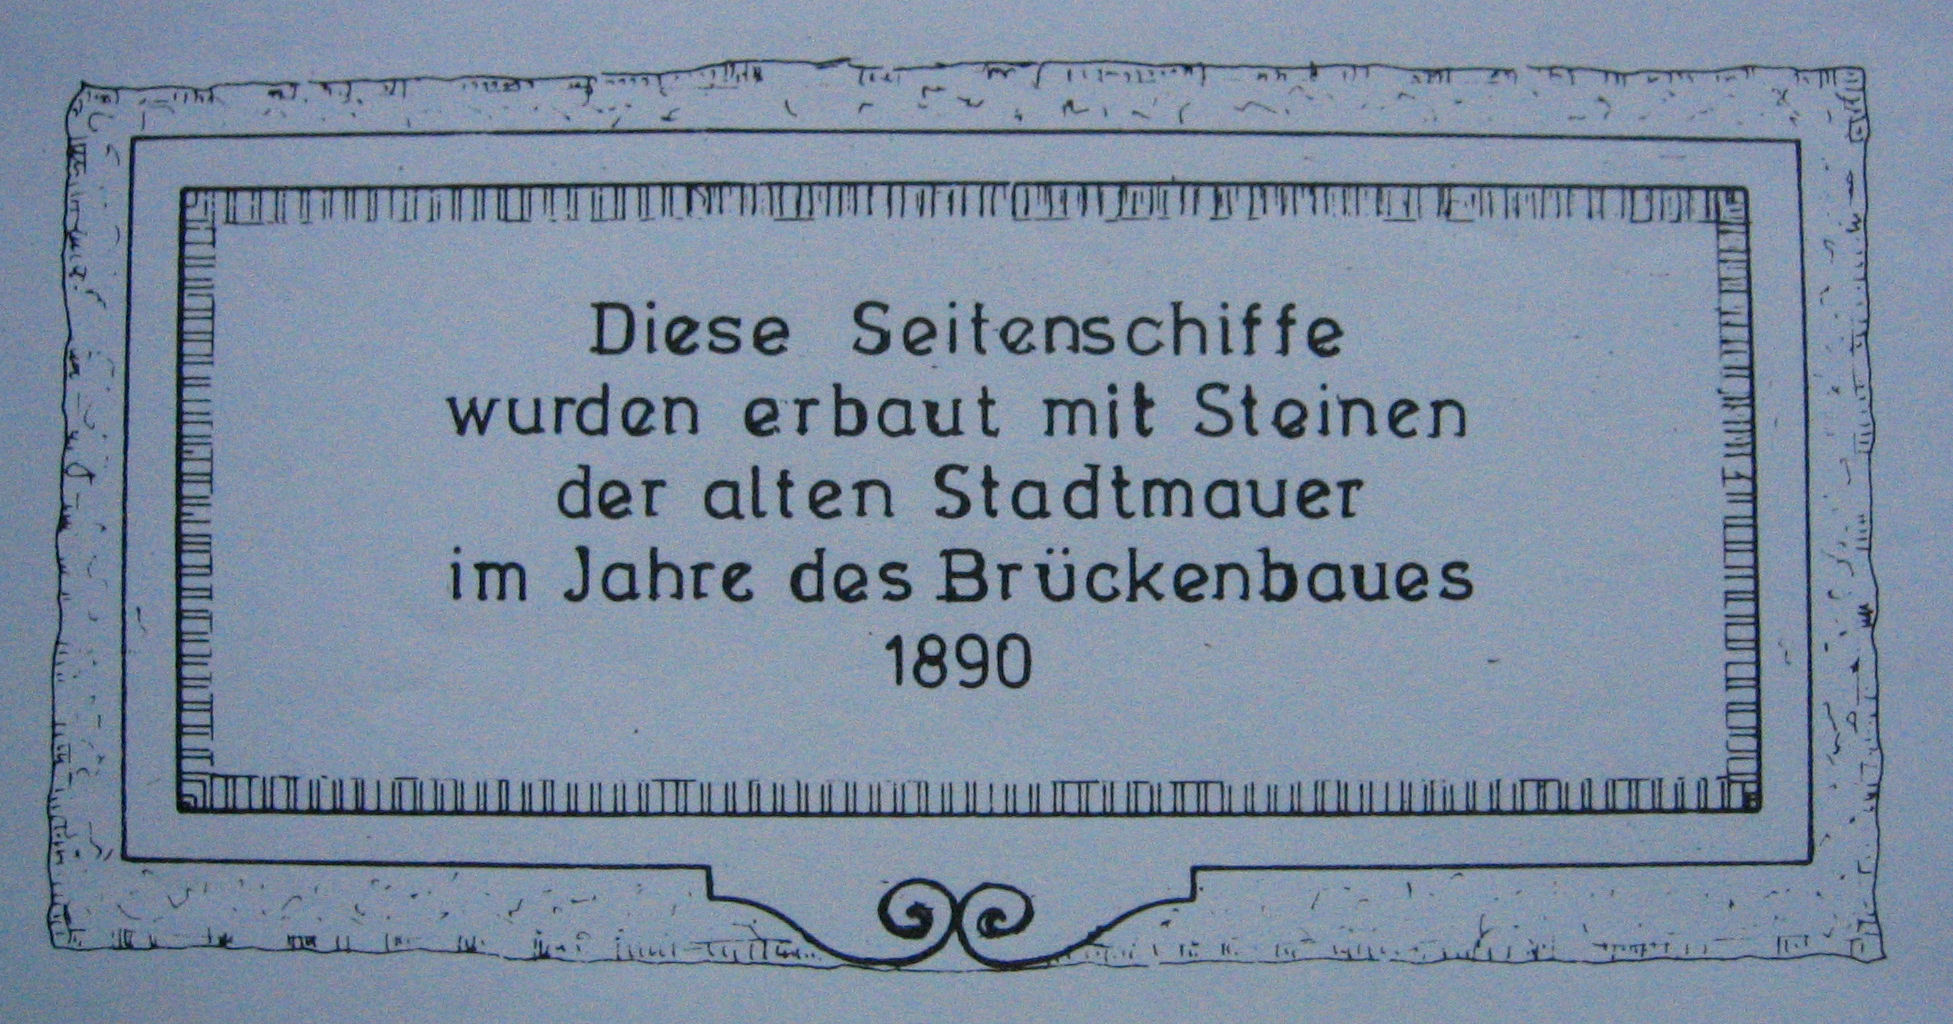 Diese Seitenschiffe
wurden erbaut mit Steinen
der alten Stadtmauer
im Jahre des Brückenbaues
1890